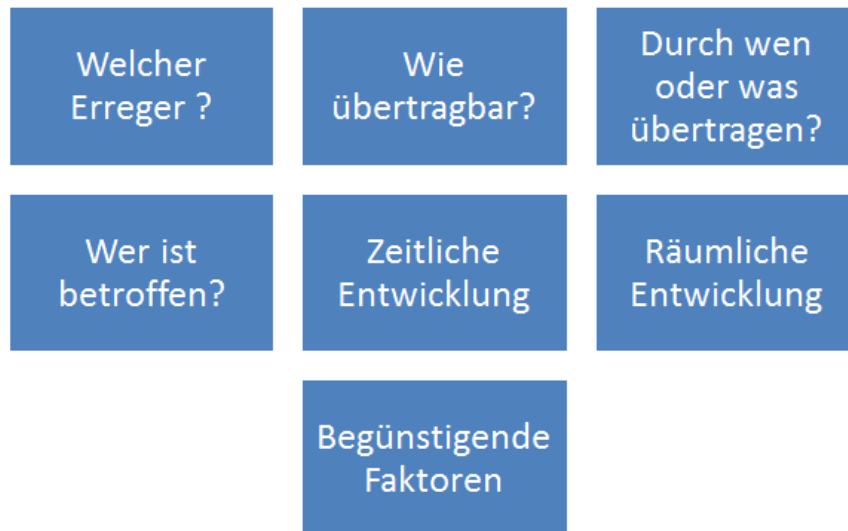 Welcher
Erreger ?
Wie
übertragbar?
Durch wen
oder was
übertragen?
Wer ist
betroffen?
Zeitliche
Entwicklung
Räumliche
Entwicklung
Begünstigende
Faktoren